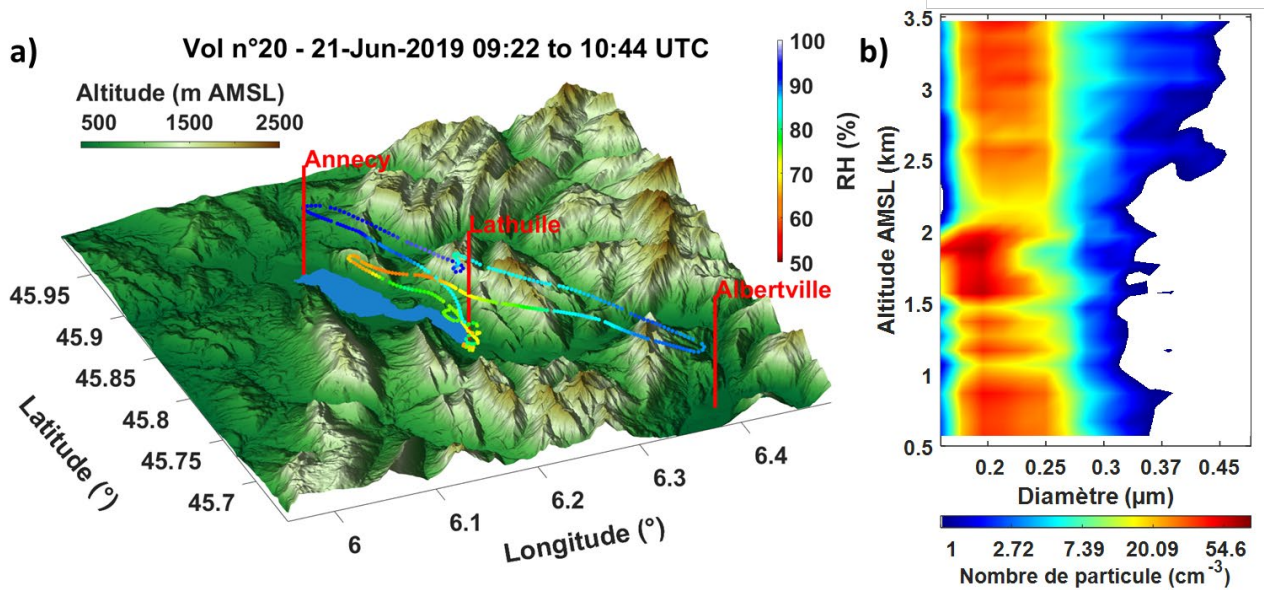 a)
Vol n°20 - 21-Jun-2019 09:22 to 10:44 UTC
Altitude (m AMSL)
500 1500 2500
100
90
80
70
60
50
RH (%)
Annecy
Lathuile
Albertville
45.95
45.9
45.85
45.8
45.75
45.7
Latitude (°)
6 6.1 6.2 6.3 6.4
Longitude (°)
b)
3.5
3
2.5
2
1.5
1
0.5
Altitude AMSL (km)
0.2 0.25 0.3 0.37 0.45
Diamètre (µm)
1 2.72 7.39 20.09 54.6
Nombre de particule (cm⁻³)